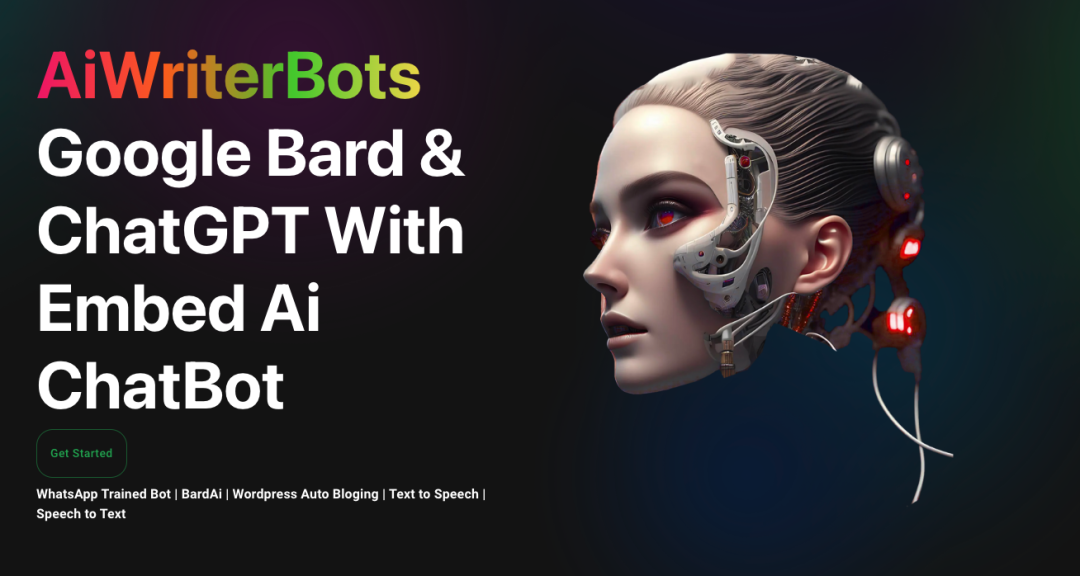 AiWriterBots
Google Bard &
ChatGPT With
Embed Ai
ChatBot
Get Started
WhatsApp Trained Bot | BardAi | Wordpress Auto Bloging | Text to Speech |
Speech to Text